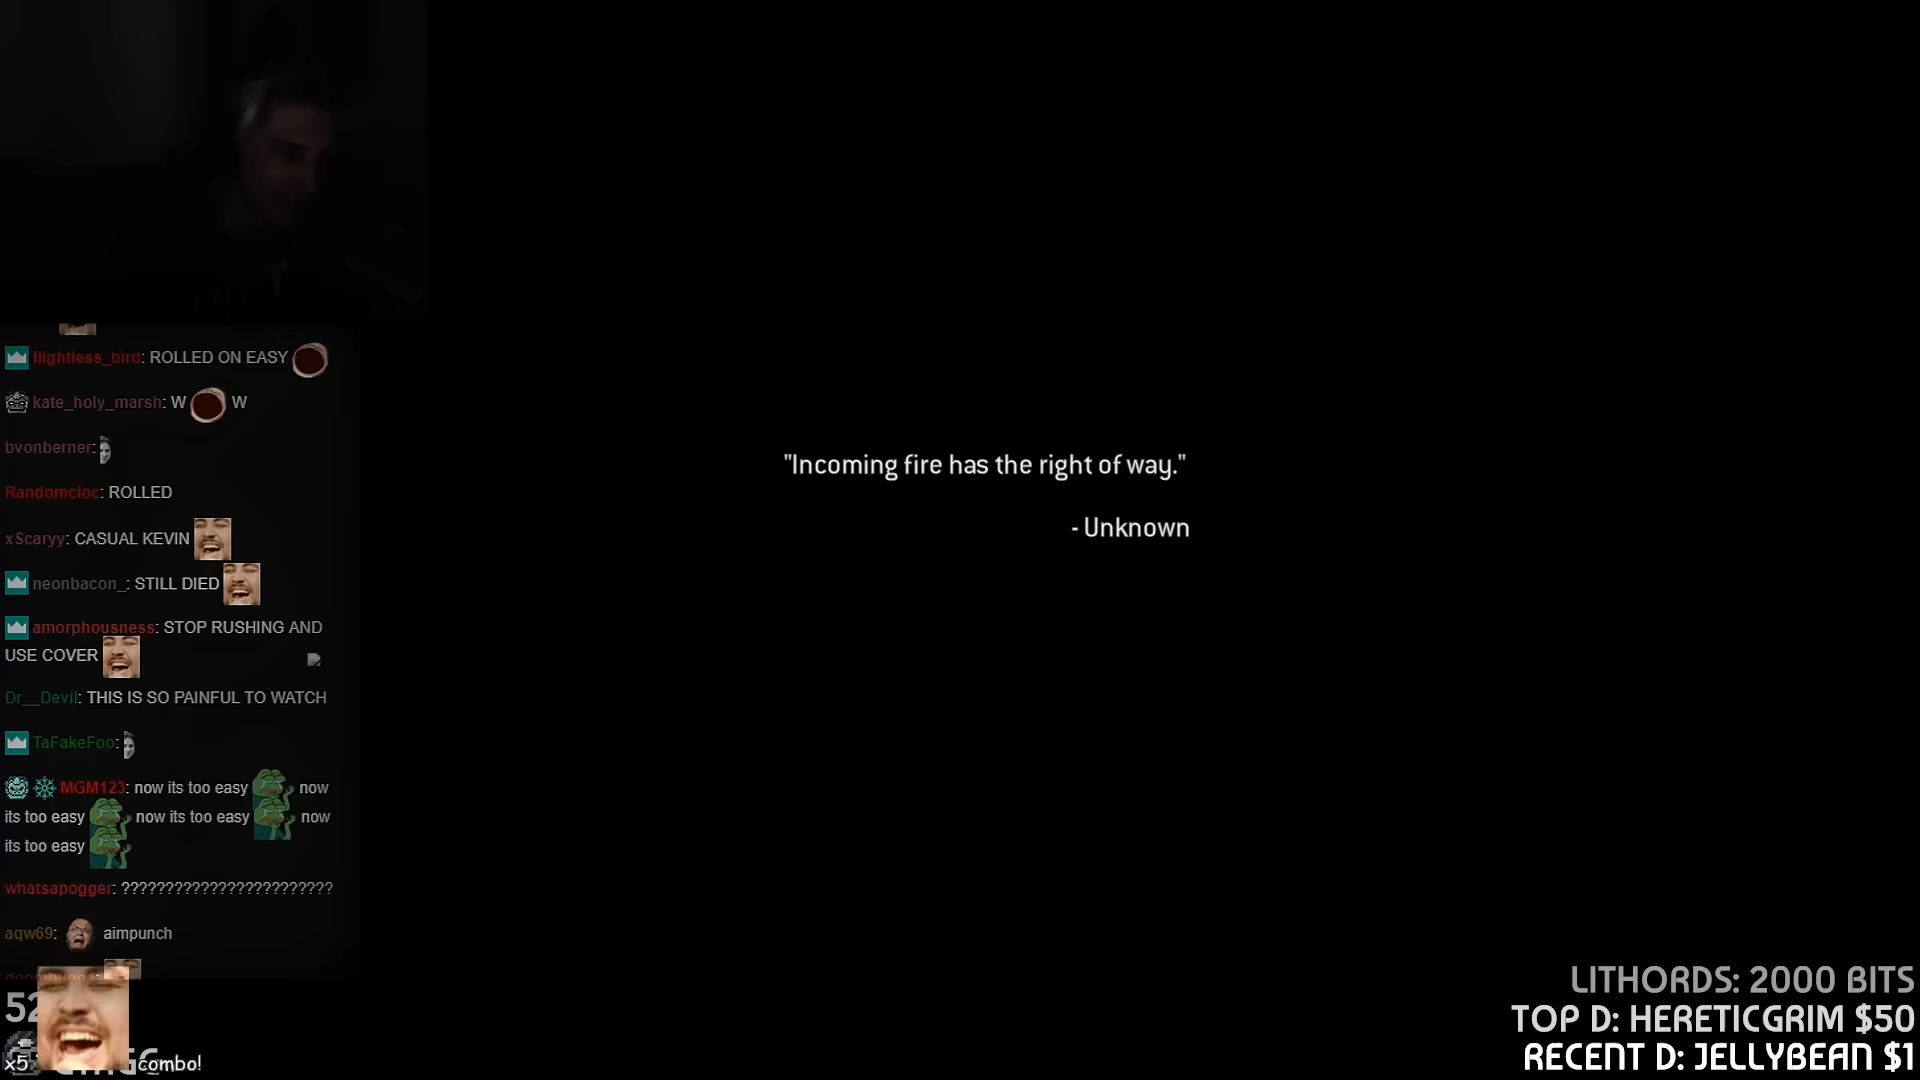 flightless_bird: ROLLED ON EASY
kate_holy_marsh: W W
bvonberner:
Randomcloc: ROLLED
xScaryy: CASUAL KEVIN
neonbacon_: STILL DIED
amorphousness: STOP RUSHING AND
USE COVER
Dr__Devil: THIS IS SO PAINFUL TO WATCH
TaFakeFoo:
MGM123: now its too easy now
its too easy now its too easy now
its too easy
whatsapogger: ????????????????????????
aqw69: aimpunch
x5 combo!
"Incoming fire has the right of way."
- Unknown
LITHORDS: 2000 BITS
TOP D: HERETICGRIM $50
RECENT D: JELLYBEAN $1